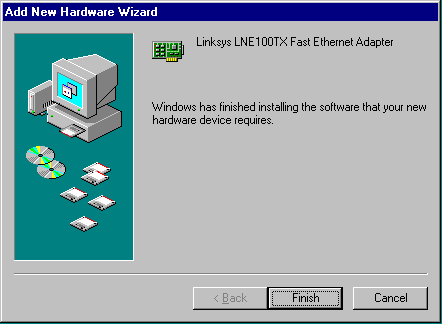 Add New Hardware Wizard
Linksys LNE100TX Fast Ethernet Adapter
Windows has finished installing the software that your new
hardware device requires.
< Back
Finish
Cancel